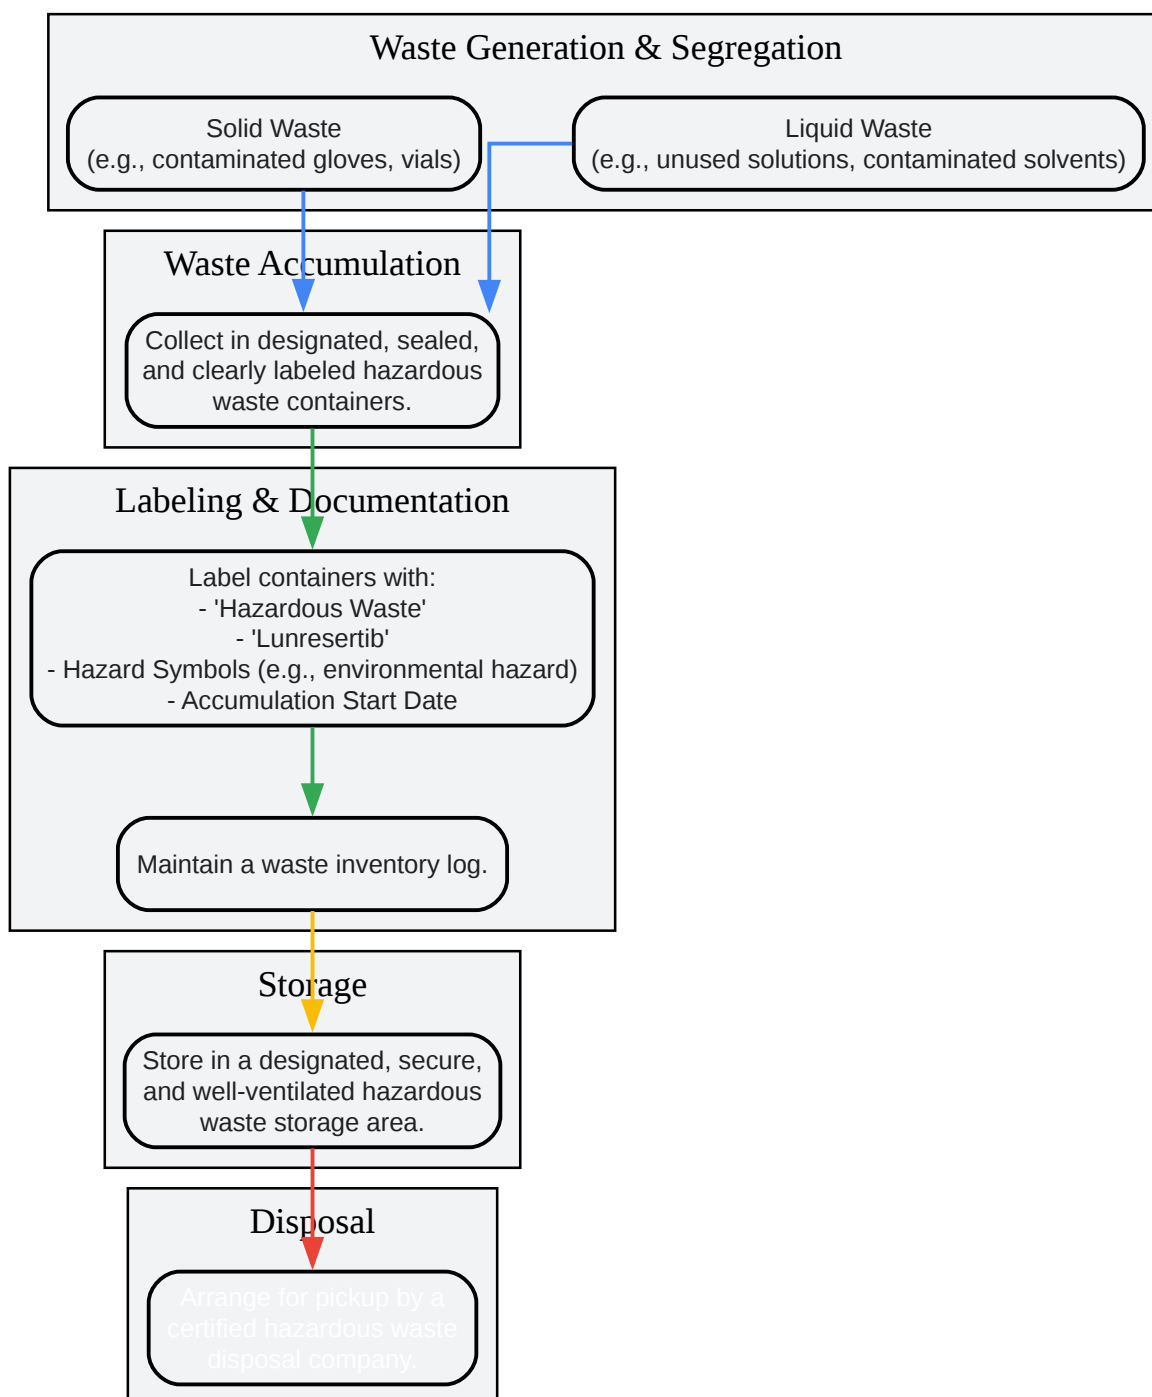 Waste Generation & Segregation
Solid Waste
(e.g., contaminated gloves, vials)
Liquid Waste
(e.g., unused solutions, contaminated solvents)
Waste Accumulation
Collect in designated, sealed,
and clearly labeled hazardous
waste containers.
Labeling & Documentation
Label containers with:
- 'Hazardous Waste'
- 'Lunresertib'
- Hazard Symbols (e.g., environmental hazard)
- Accumulation Start Date
Maintain a waste inventory log.
Storage
Store in a designated, secure,
and well-ventilated hazardous
waste storage area.
Disposal
Arrange for pickup by a
certified hazardous waste
disposal company.